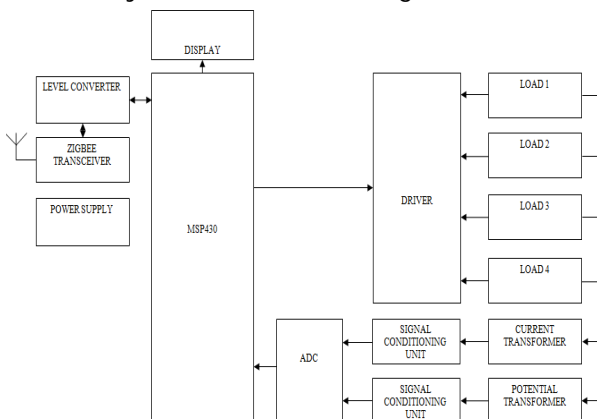 DISPLAY
LEVEL CONVERTER
ZIGBEE
TRANSCEIVER
POWER SUPPLY
MSP430
DRIVER
LOAD 1
LOAD 2
LOAD 3
LOAD 4
ADC
SIGNAL
CONDITIONING
UNIT
CURRENT
TRANSFORMER
SIGNAL
CONDITIONING
UNIT
POTENTIAL
TRANSFORMER